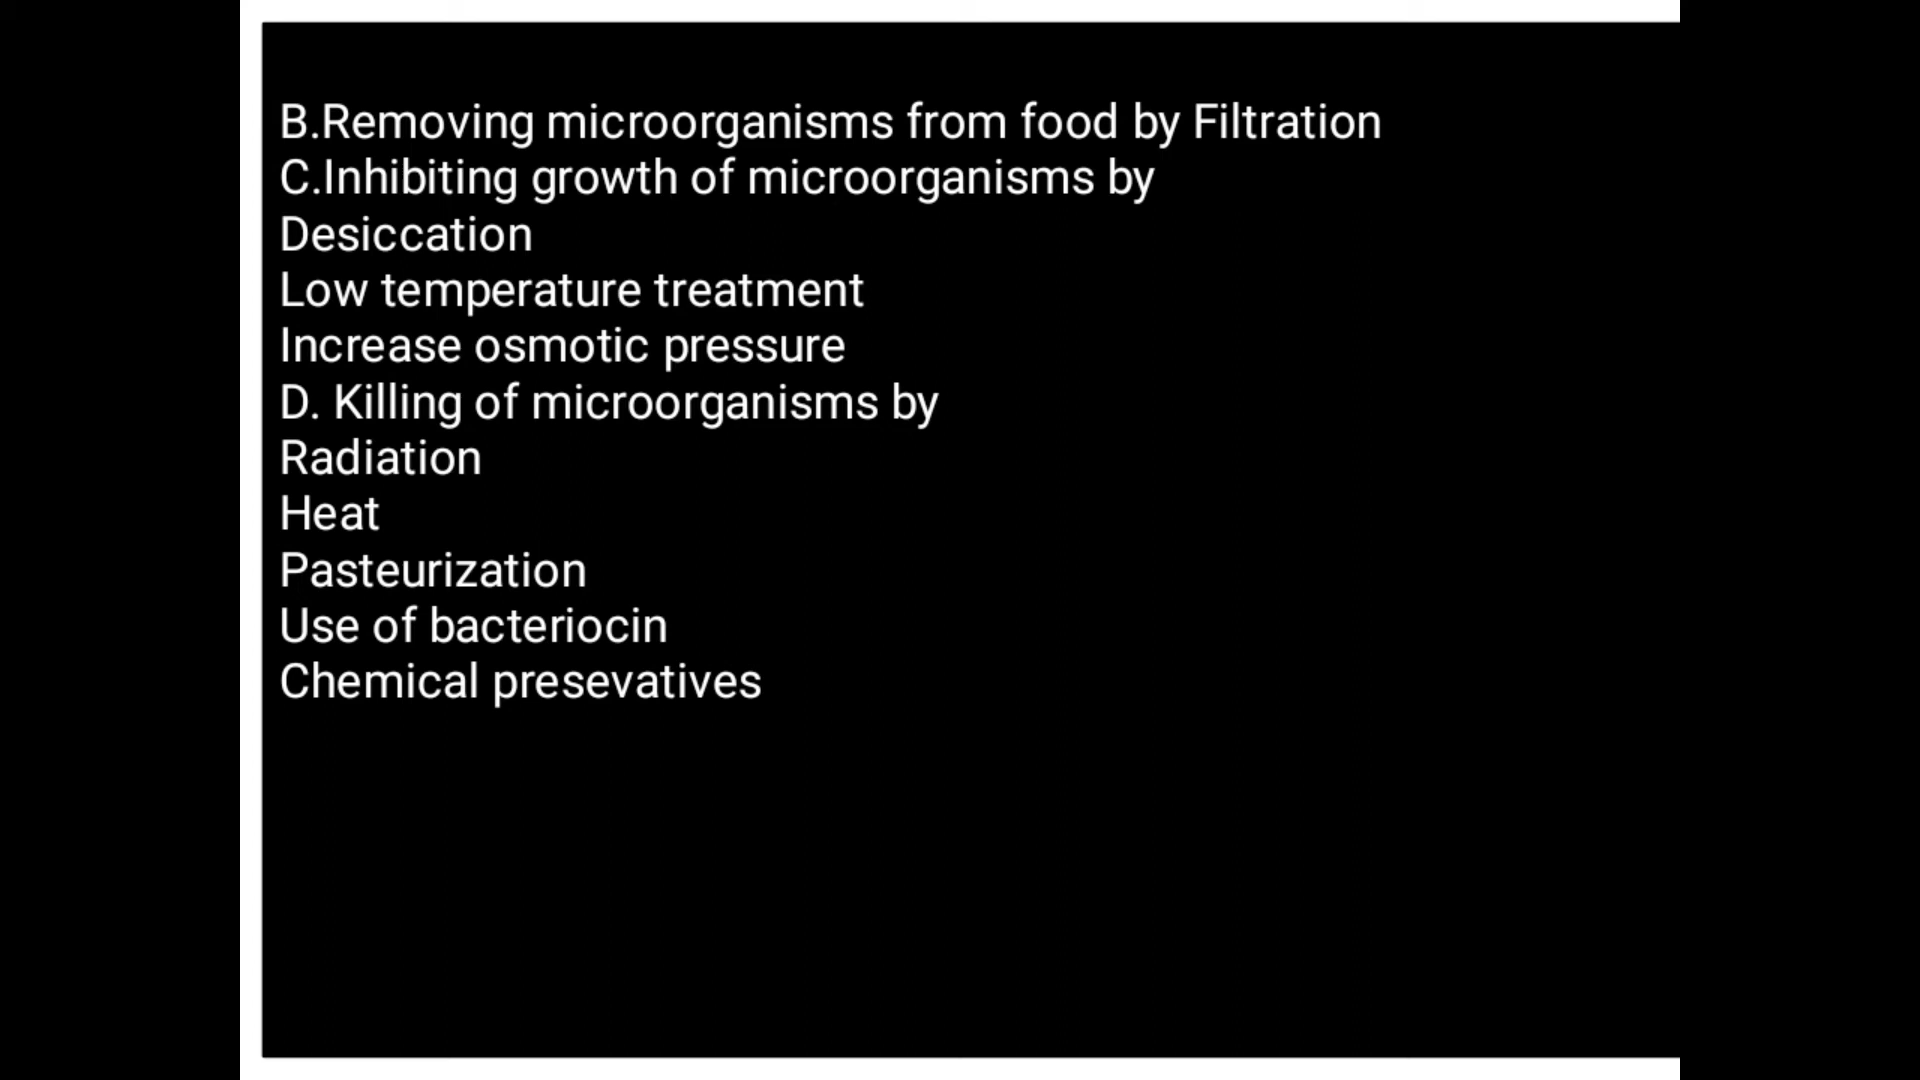 B.Removing microorganisms from food by Filtration
C.Inhibiting growth of microorganisms by
Desiccation
Low temperature treatment
Increase osmotic pressure
D. Killing of microorganisms by
Radiation
Heat
Pasteurization
Use of bacteriocin
Chemical presevatives